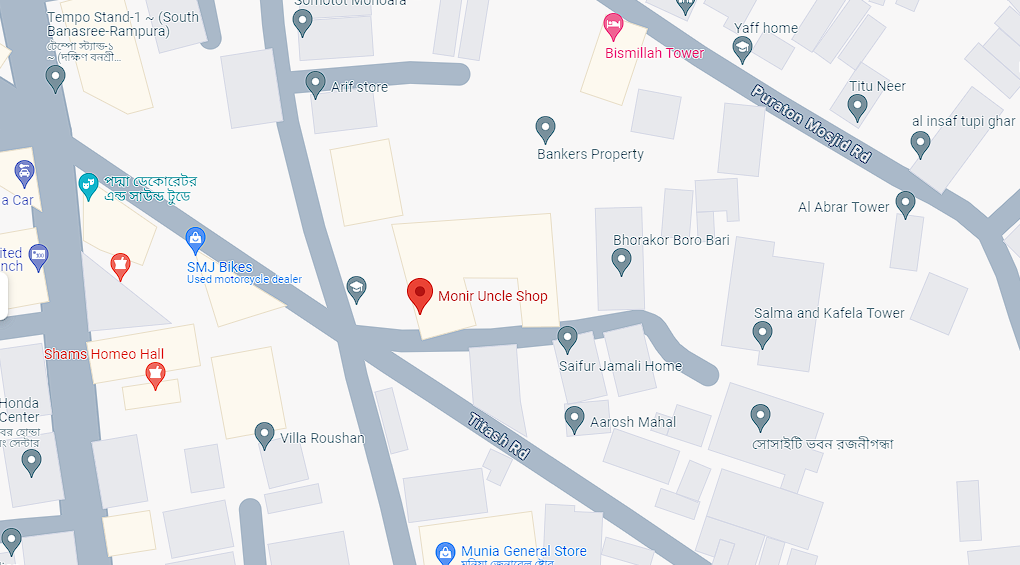 Somotot Monoara
Tempo Stand-1 ~ (South
Banasree-Rampura)
টেম্পো স্ট্যান্ড-১
~ (দক্ষিণ বনশ্রী...
Yaff home
Bismillah Tower
Arif store
Titu Neer
Puraton Mosjid Rd
al insaf tupi ghar
Bankers Property
পদ্মা ডেকোরেটর
এন্ড সাউন্ড টুডে
a Car
Al Abrar Tower
Bhorakor Boro Bari
ited
nch
SMJ Bikes
Used motorcycle dealer
Monir Uncle Shop
Salma and Kafela Tower
Shams Homeo Hall
Saifur Jamali Home
Honda
Center
বর হোন্ডা
সেন্টার
Titash Rd
Aarosh Mahal
Villa Roushan
সোসাইটি ভবন রজনীগন্ধা
Munia General Store
মুনিয়া জেনারেল ষ্টোর